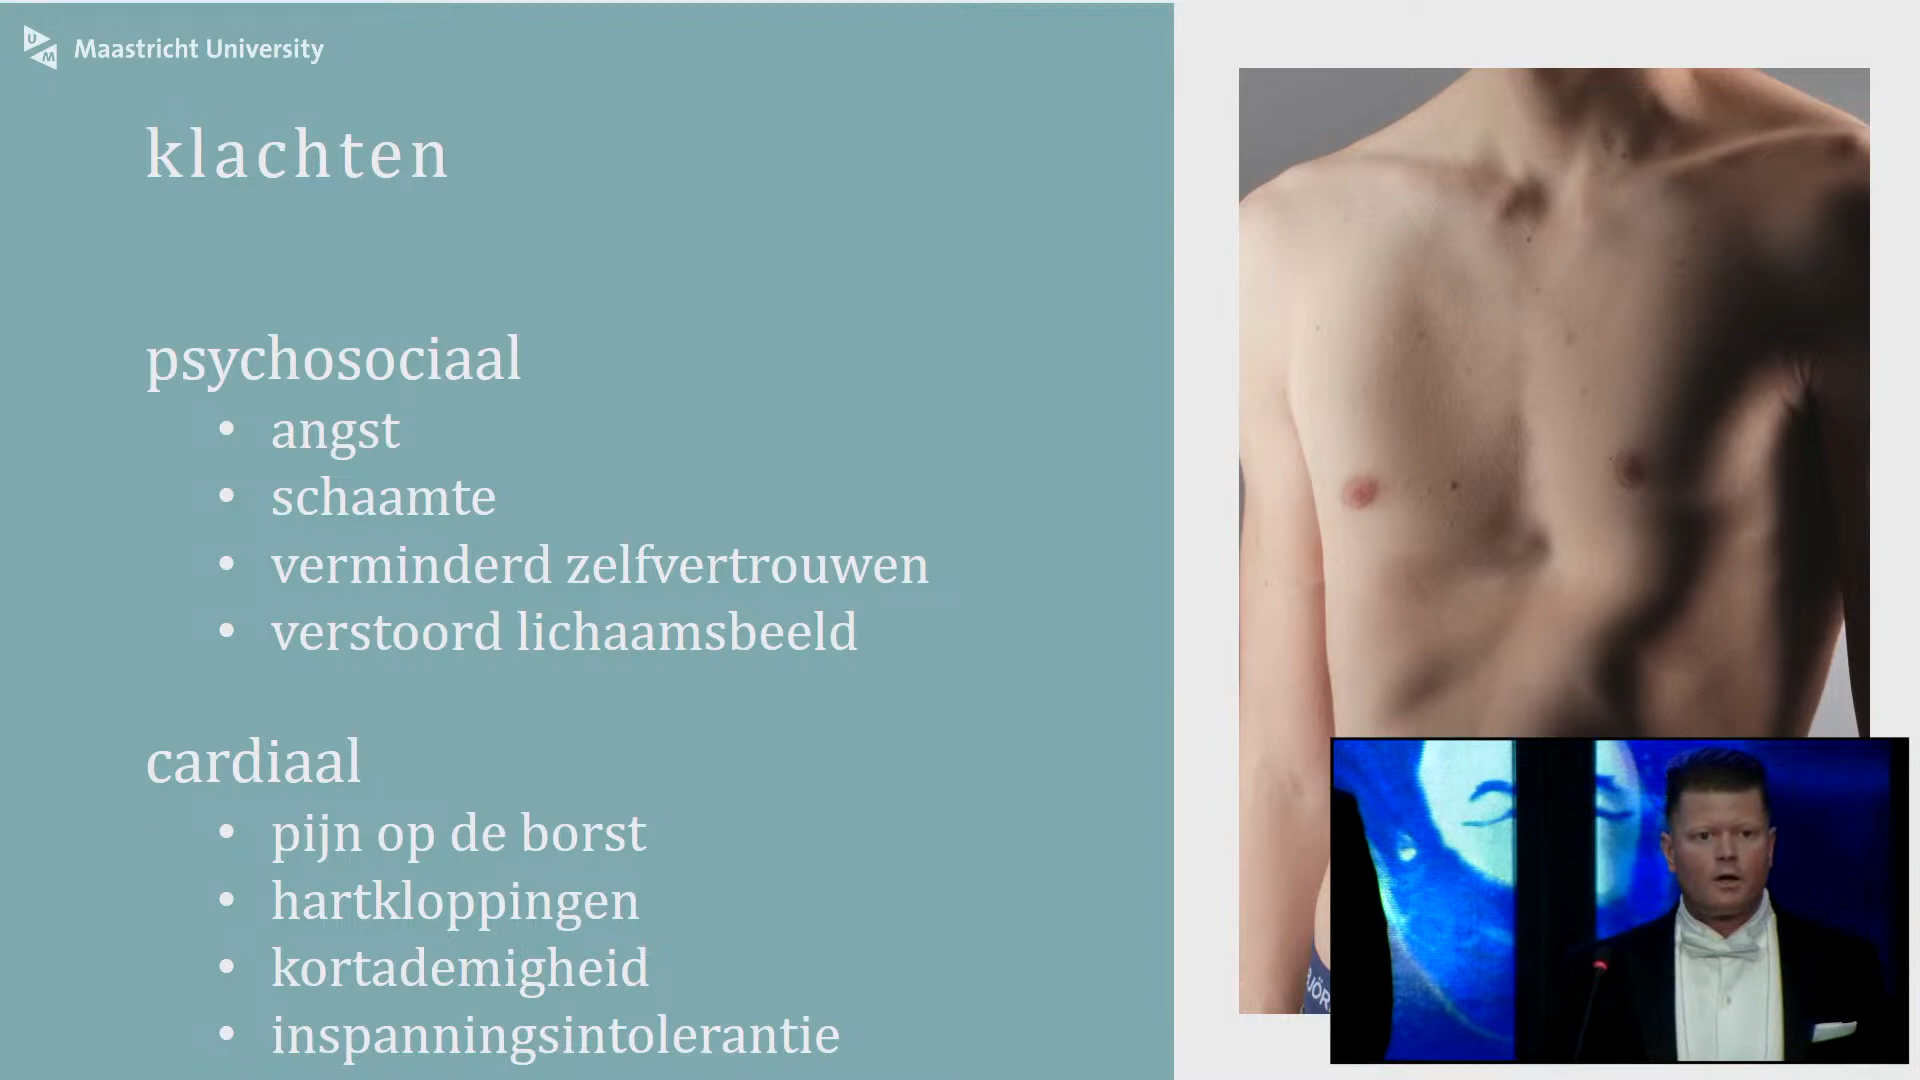 Maastricht University
klachten
psychosociaal
• angst
• schaamte
• verminderd zelfvertrouwen
• verstoord lichaamsbeeld
cardiaal
• pijn op de borst
• hartkloppingen
• kortademigheid
• inspanningsintolerantie